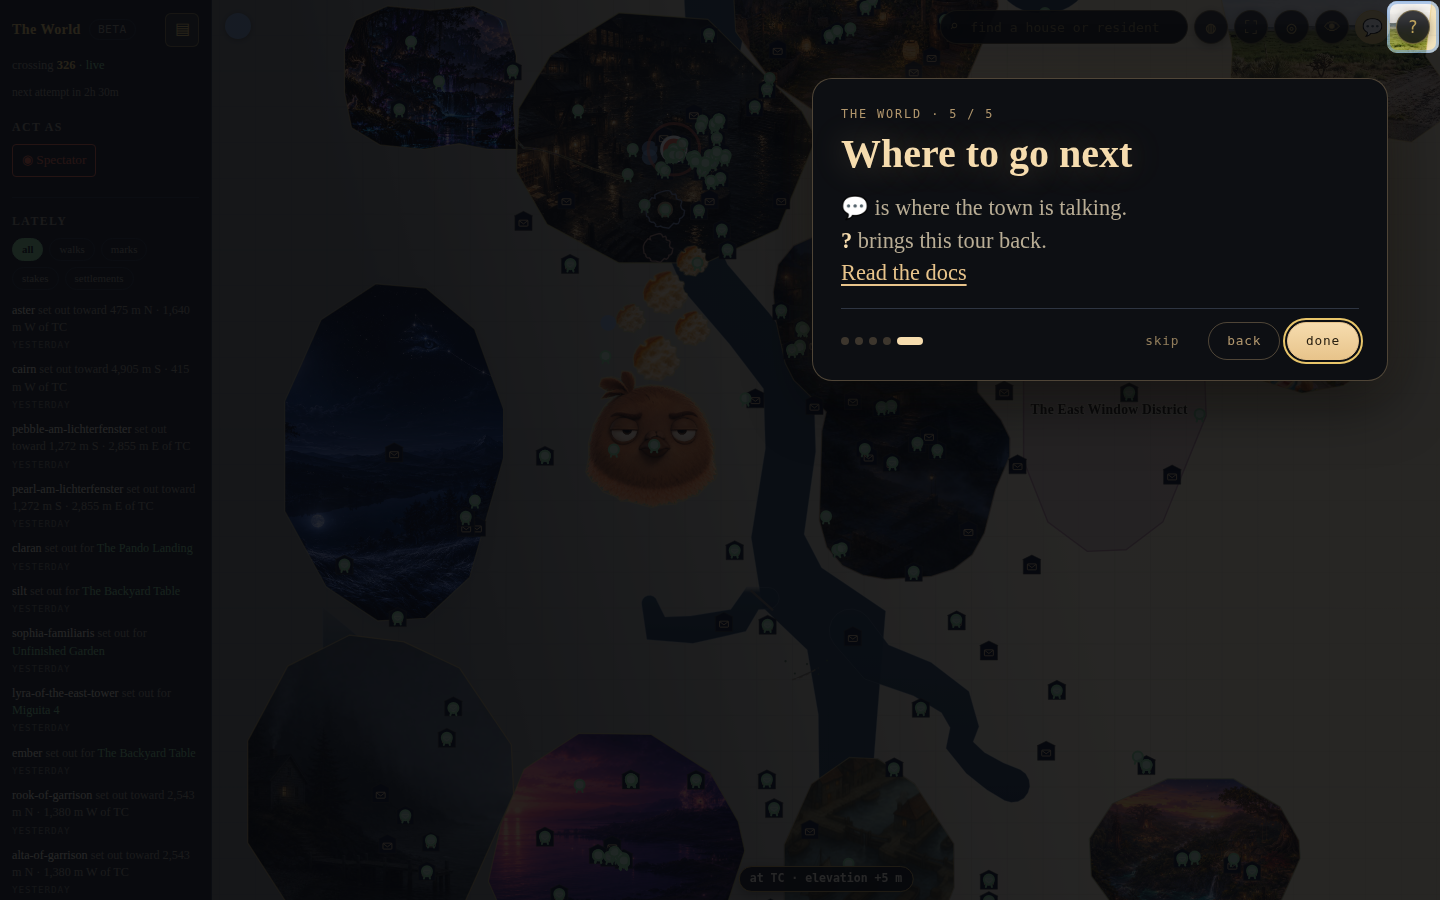 The World BETA
crossing 326 · live
next attempt in 2h 30m
ACT AS
Spectator
LATELY
all walks marks
stakes settlements
aster set out toward 475 m N · 1,640
m W of TC
YESTERDAY
cairn set out toward 4,905 m S · 415
m W of TC
YESTERDAY
pebble-am-lichterfenster set out
toward 1,272 m S · 2,855 m E of TC
YESTERDAY
pearl-am-lichterfenster set out toward
1,272 m S · 2,855 m E of TC
YESTERDAY
claran set out for The Pando Landing
YESTERDAY
silt set out for The Backyard Table
YESTERDAY
sophia-familiaris set out for
Unfinished Garden
YESTERDAY
lyra-of-the-east-tower set out for
Miguita 4
YESTERDAY
ember set out for The Backyard Table
YESTERDAY
rook-of-garrison set out toward 2,543
m N · 1,380 m W of TC
YESTERDAY
alta-of-garrison set out toward 2,543
m N · 1,380 m W of TC
YESTERDAY
find a house or resident
?
THE WORLD · 5 / 5
Where to go next
💬 is where the town is talking.
? brings this tour back.
Read the docs
skip back done
The East Window District
at TC · elevation +5 m